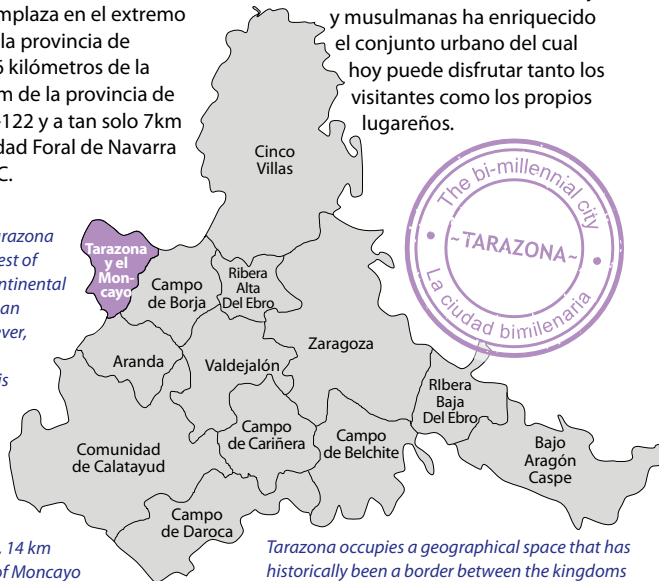 mplaza en el extremo
la provincia de
kilómetros de la
m de la provincia de
-122 y a tan solo 7km
dad Foral de Navarra
C.
y musulmanas ha enriquecido
el conjunto urbano del cual
hoy puede disfrutar tanto los
visitantes como los propios
lugareños.
The bi-millennial city
~TARAZONA~
La ciudad bimilenaria
Cinco
Villas
Tarazona
y el
Mon-
cayo
Campo
de Borja
Ribera
Alta
Del Ebro
Zaragoza
Aranda
Valdejalón
RIbera
Baja
Del Ebro
Campo
de Cariñera
Campo
de Belchite
Comunidad
de Calatayud
Bajo
Aragón
Caspe
Campo
de Daroca
arazona
est of
ntinental
an
ver,
is
, 14 km
of Moncayo
Tarazona occupies a geographical space that has
historically been a border between the kingdoms